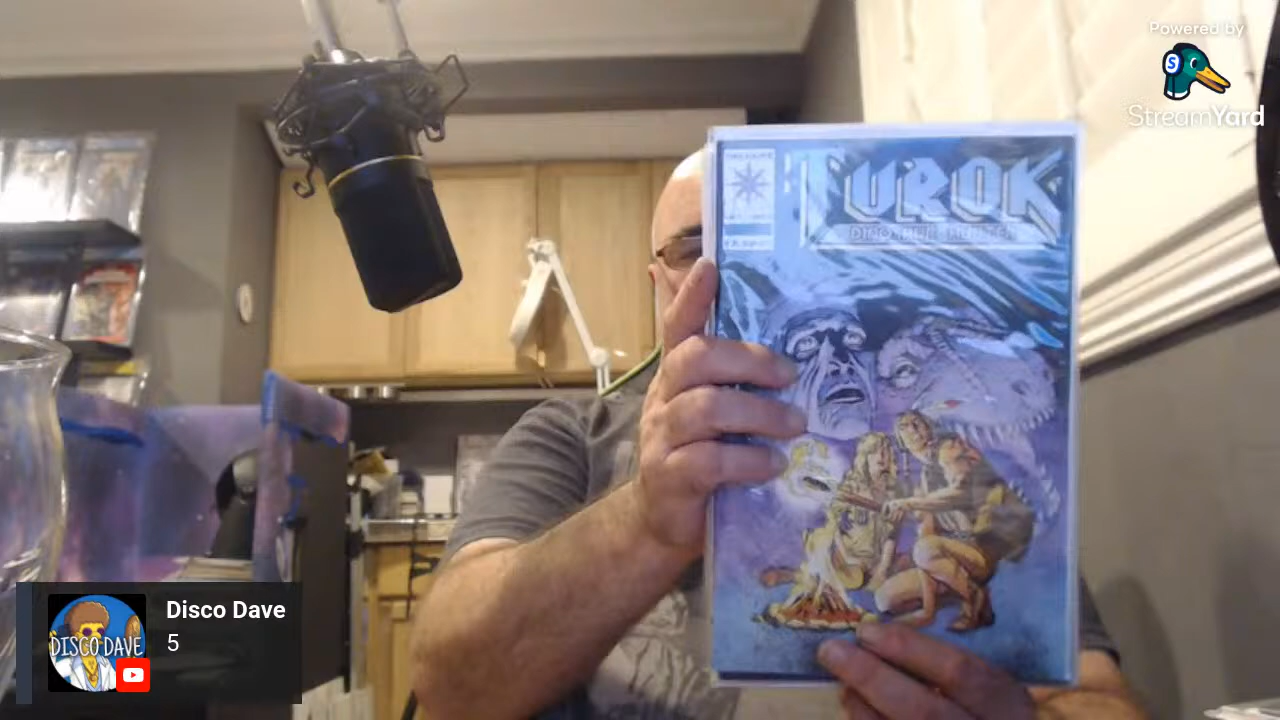 Powered by
S
StreamYard
TUROK
DINOSAUR HUNTER
Disco Dave
5
DISCO DAVE